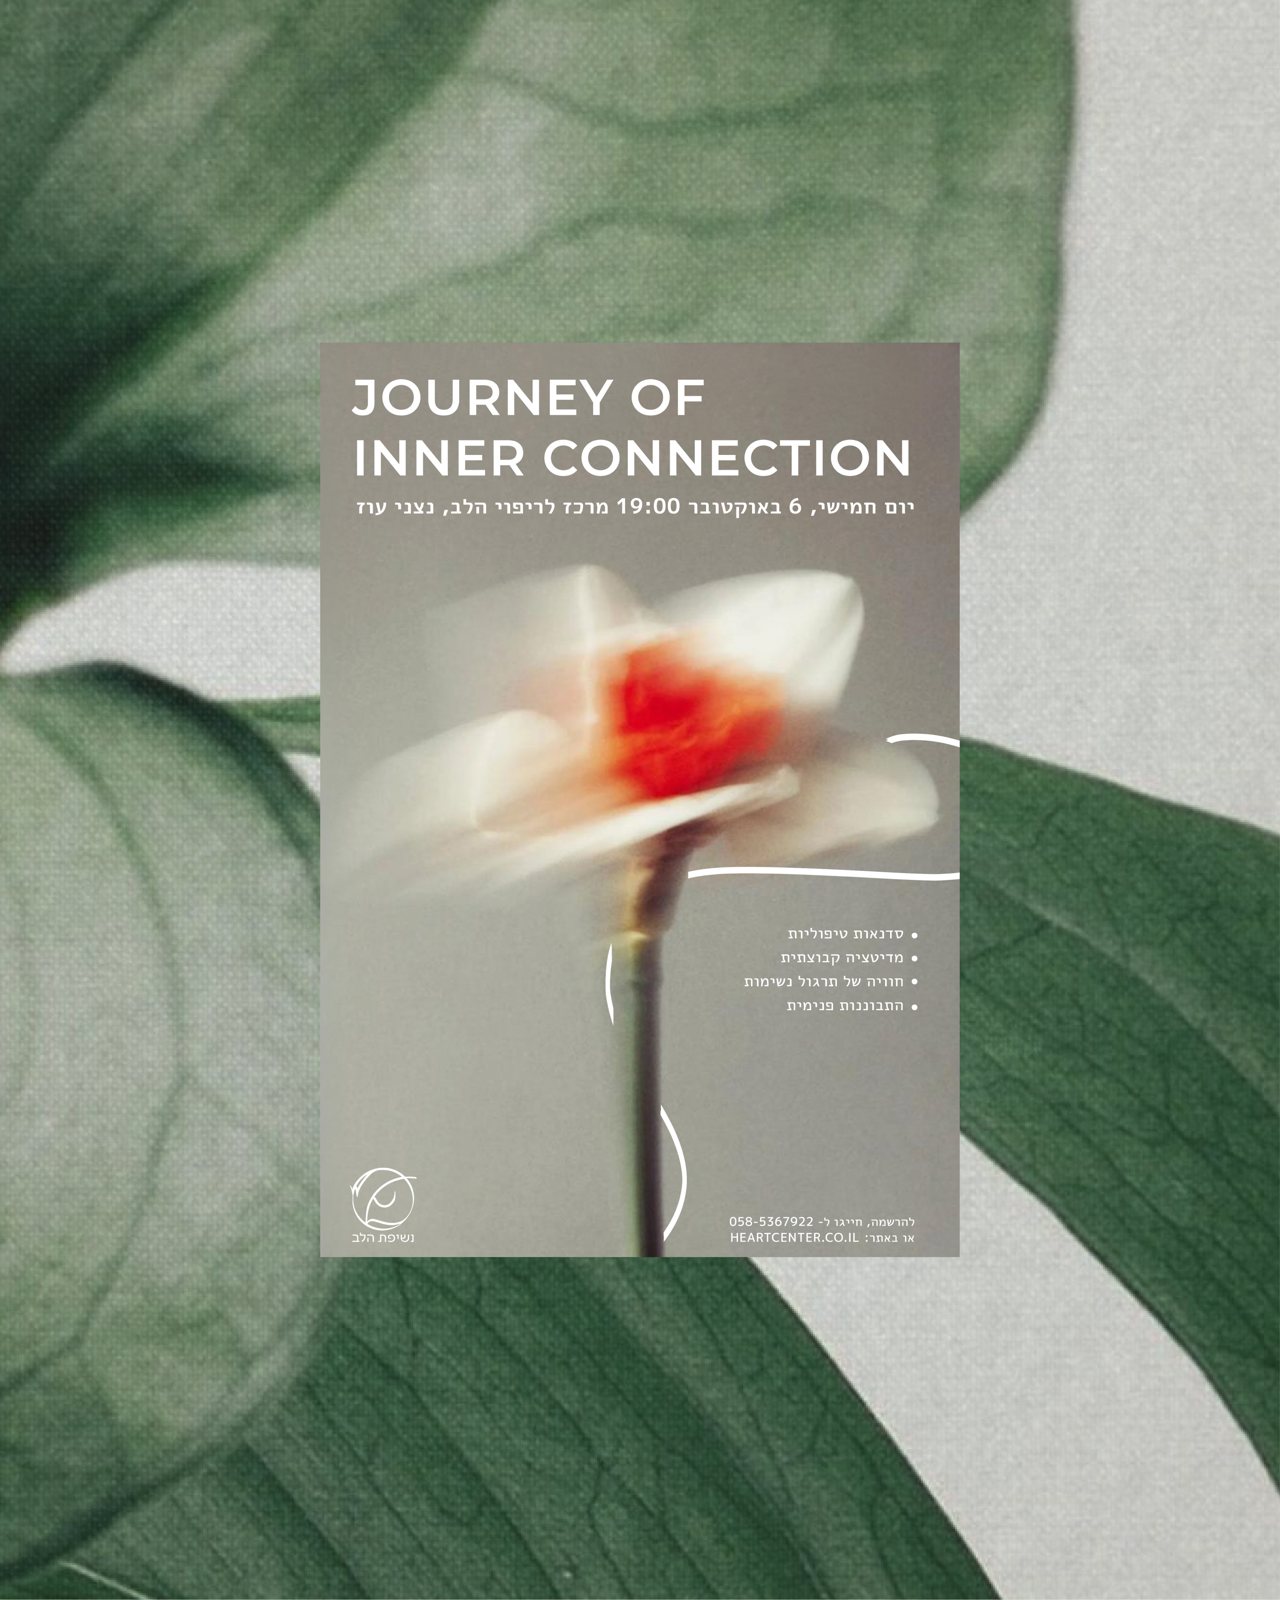 JOURNEY OF
INNER CONNECTION
יום חמישי, 6 באוקטובר 19:00 מרכז לריפוי הלב, נצני עוז
• סדנאות טיפוליות
• מדיטציה קבוצתית
• חוויה של תרגול נשימות
• התבוננות פנימית
להרשמה, חייגו ל- 058-5367922
או באתר: HEARTCENTER.CO.IL
נשיפת הלב